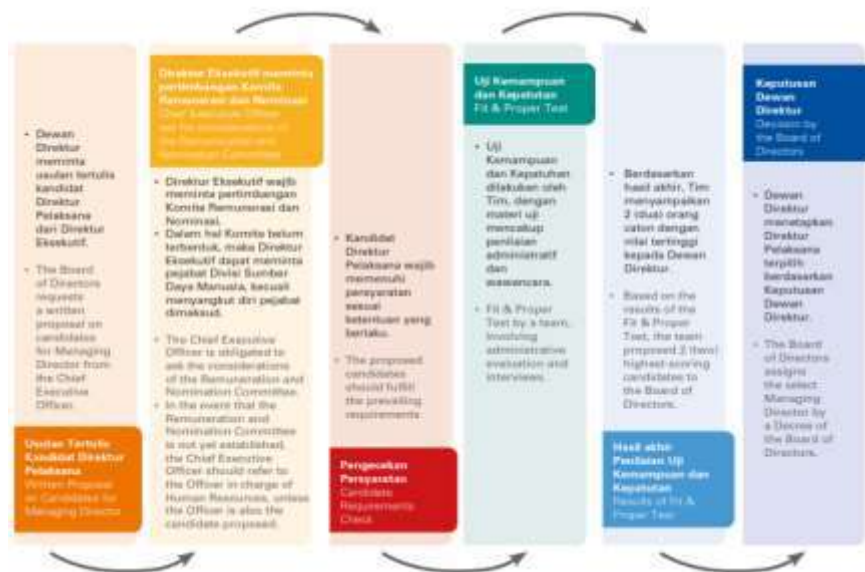 Dewan
Direktur
meminta
usulan tertulis
kandidat
Direktur
Pelaksana
dari Direktur
Eksekutif.
The Board
of Directors
requests
a written
proposal on
candidates
for Managing
Director from
the Chief
Executive
Officer.
Usulan Tertulis
Kandidat Direktur
Pelaksana
Written Proposal
on Candidates for
Managing Director
Direktur Eksekutif meminta
pertimbangan Komite
Remunerasi dan Nominasi
Chief Executive Officer
ask for considerations of
the Remuneration and
Nomination Committee
Direktur Eksekutif wajib
meminta pertimbangan
Komite Remunerasi dan
Nominasi.
Dalam hal Komite belum
terbentuk, maka Direktur
Eksekutif dapat meminta
pejabat Divisi Sumber
Daya Manusia, kecuali
menyangkut diri pejabat
dimaksud.
The Chief Executive
Officer is obligated to
ask the considerations
of the Remuneration and
Nomination Committee.
In the event that the
Remuneration and
Nomination Committee
is not yet established,
the Chief Executive
Officer should refer to
the Officer in charge of
Human Resources, unless
the Officer is also the
candidate proposed.
Kandidat
Direktur
Pelaksana wajib
memenuhi
persyaratan
sesuai
ketentuan yang
berlaku.
The proposed
candidates
should fulfill
the prevailing
requirements
Pengecekan
Persyaratan
Candidate
Requirements
Check
Uji Kemampuan
dan Kepatutan
Fit & Proper Test
Uji
Kemampuan
dan Kepatuhan
dilakukan oleh
Tim, dengan
materi uji
mencakup
penilaian
administratif
dan
wawancara.
Fit & Proper
Test by a team,
involving
administrative
evaluation and
interviews.
Berdasarkan
hasil akhir, Tim
menyampaikan
2 (dua) orang
calon dengan
nilai tertinggi
kepada Dewan
Direktur.
Based on the
results of the
Fit & Proper
Test, the team
proposed 2 (two)
highest-scoring
candidates to
the Board of
Directors.
Hasil akhir
Penilaian Uji
Kemampuan dan
Kepatutan
Results of Fit &
Proper Test
Keputusan
Dewan
Direktur
Decision by
the Board of
Directors
Dewan
Direktur
menetapkan
Direktur
Pelaksana
terpilih
berdasarkan
Keputusan
Dewan
Direktur.
The Board
of Directors
assigns
the select
Managing
Director by
a Decree of
the Board of
Directors.